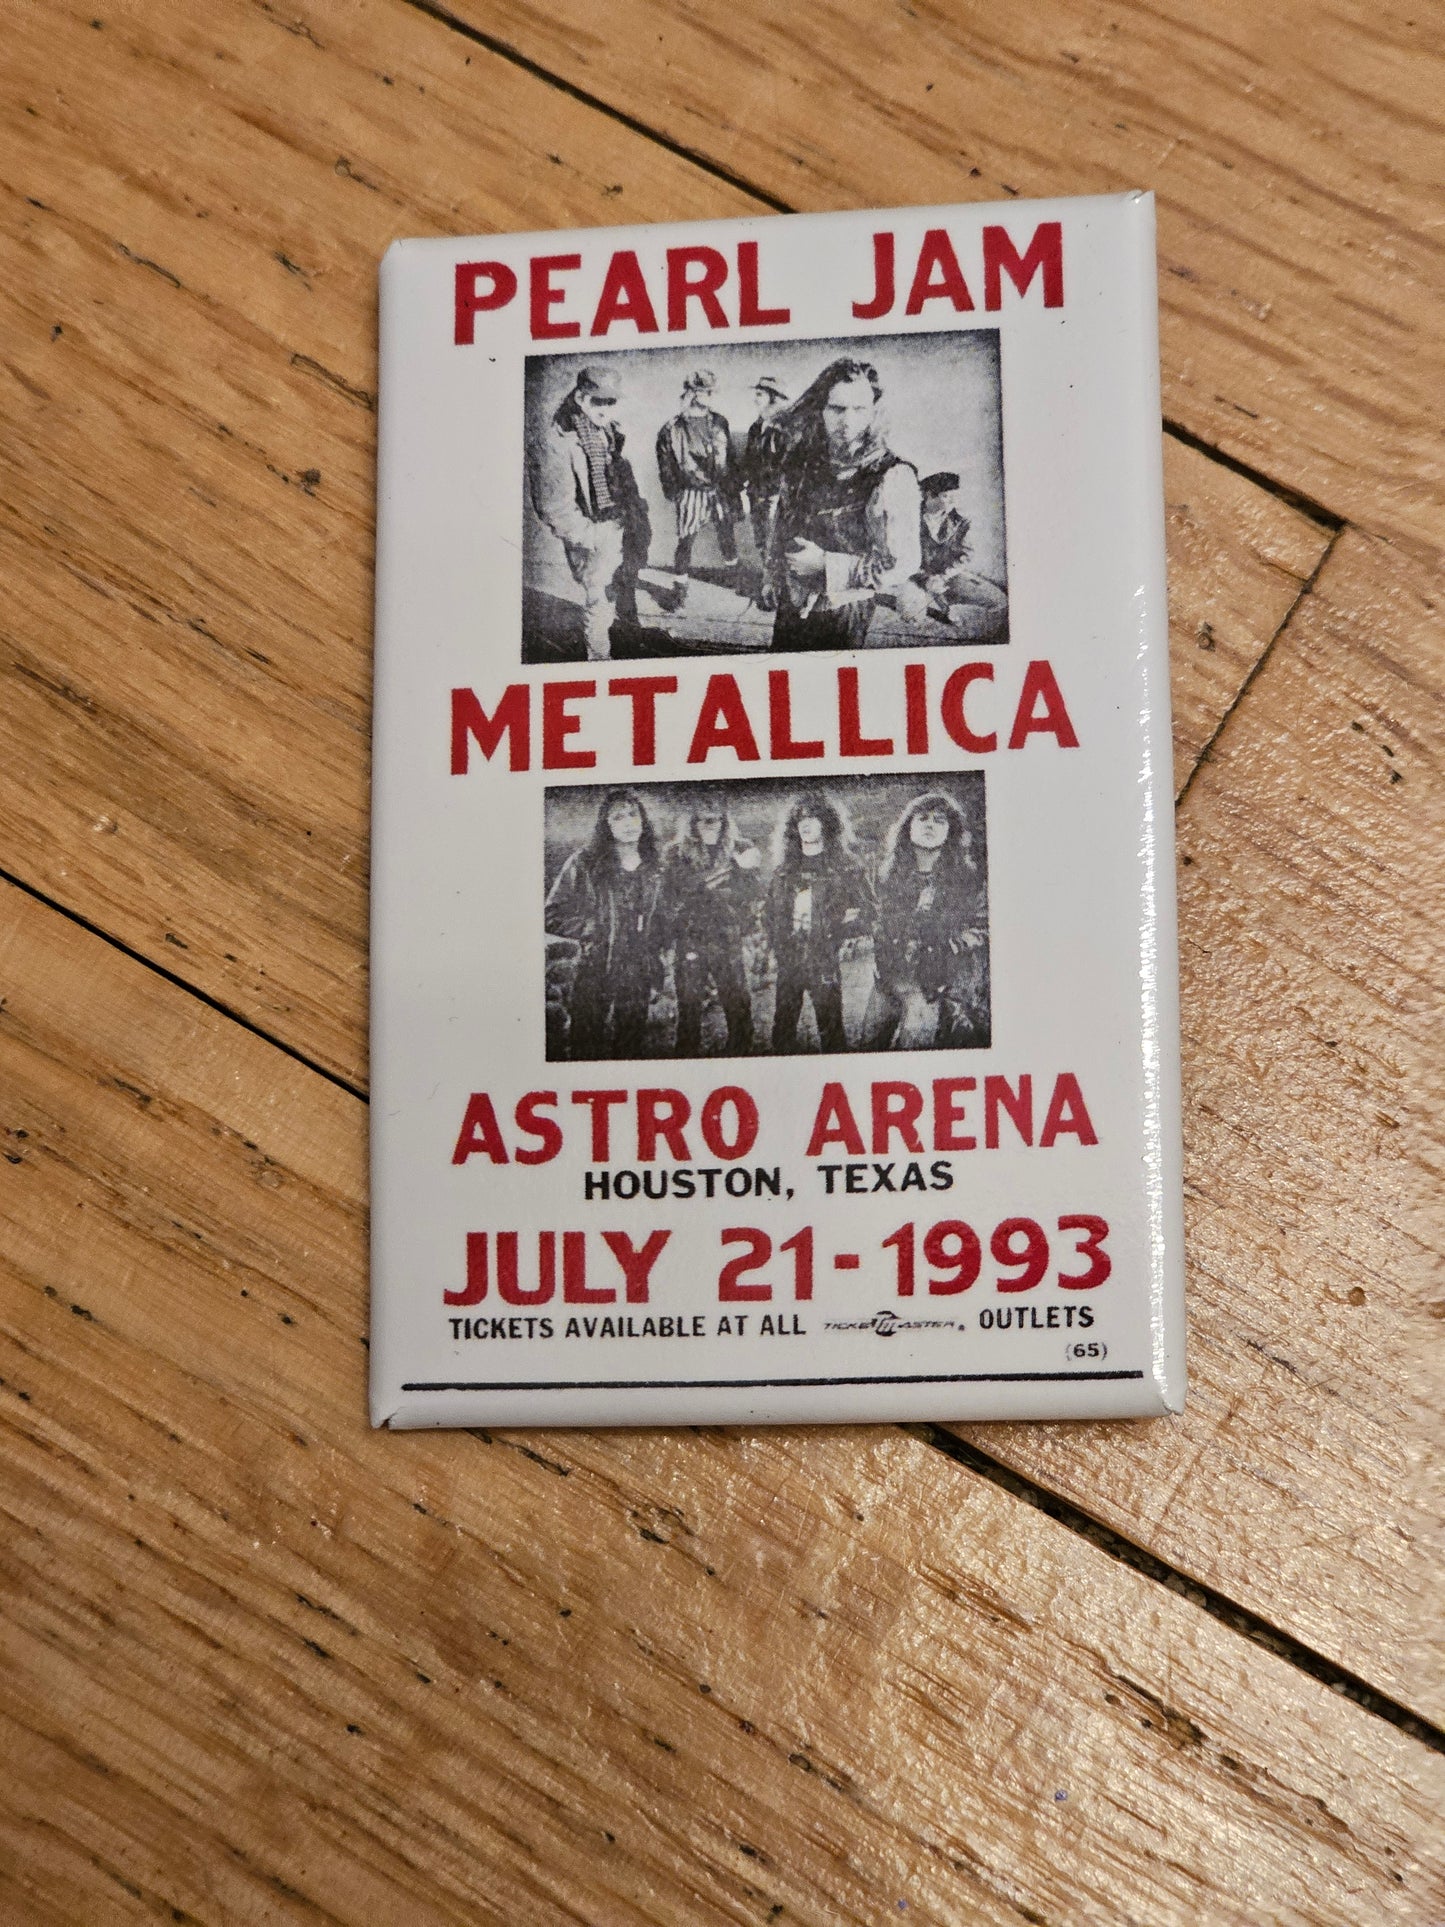 PEARL JAM
METALLICA
ASTRO ARENA
HOUSTON, TEXAS
JULY 21-1993
TICKETS AVAILABLE AT ALL TICKETMASTER. OUTLETS
(65)